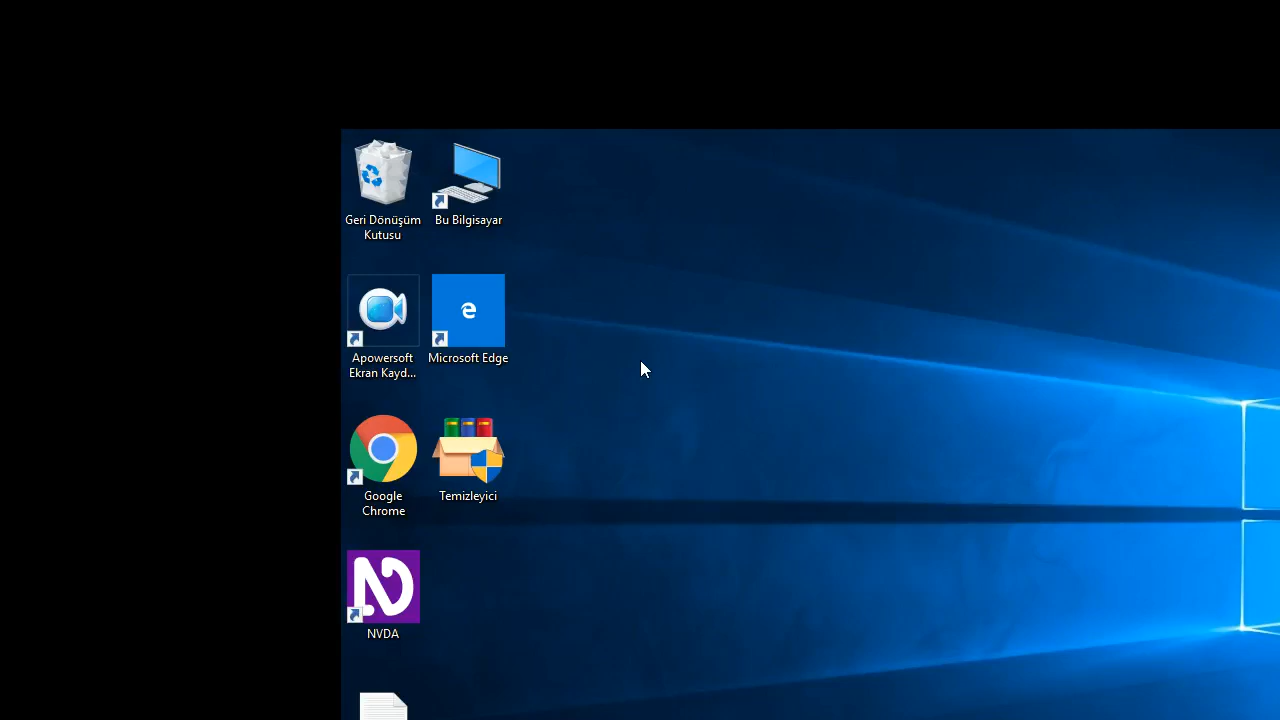 Geri Dönüşüm
Kutusu
Bu Bilgisayar
Apowersoft
Ekran Kayd...
Microsoft Edge
Google
Chrome
Temizleyici
NVDA